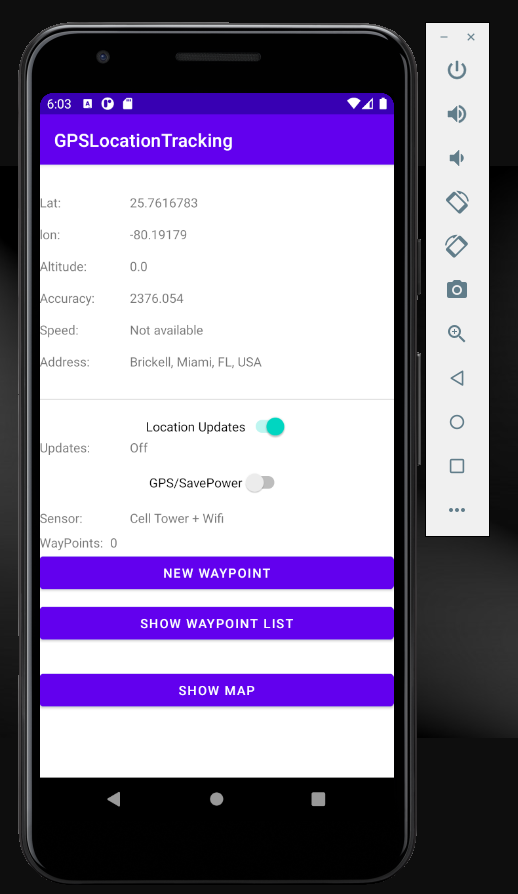 6:03
GPSLocationTracking
Lat: 25.7616783
lon: -80.19179
Altitude: 0.0
Accuracy: 2376.054
Speed: Not available
Address: Brickell, Miami, FL, USA
Location Updates
Updates: Off
GPS/SavePower
Sensor: Cell Tower + Wifi
WayPoints: 0
NEW WAYPOINT
SHOW WAYPOINT LIST
SHOW MAP